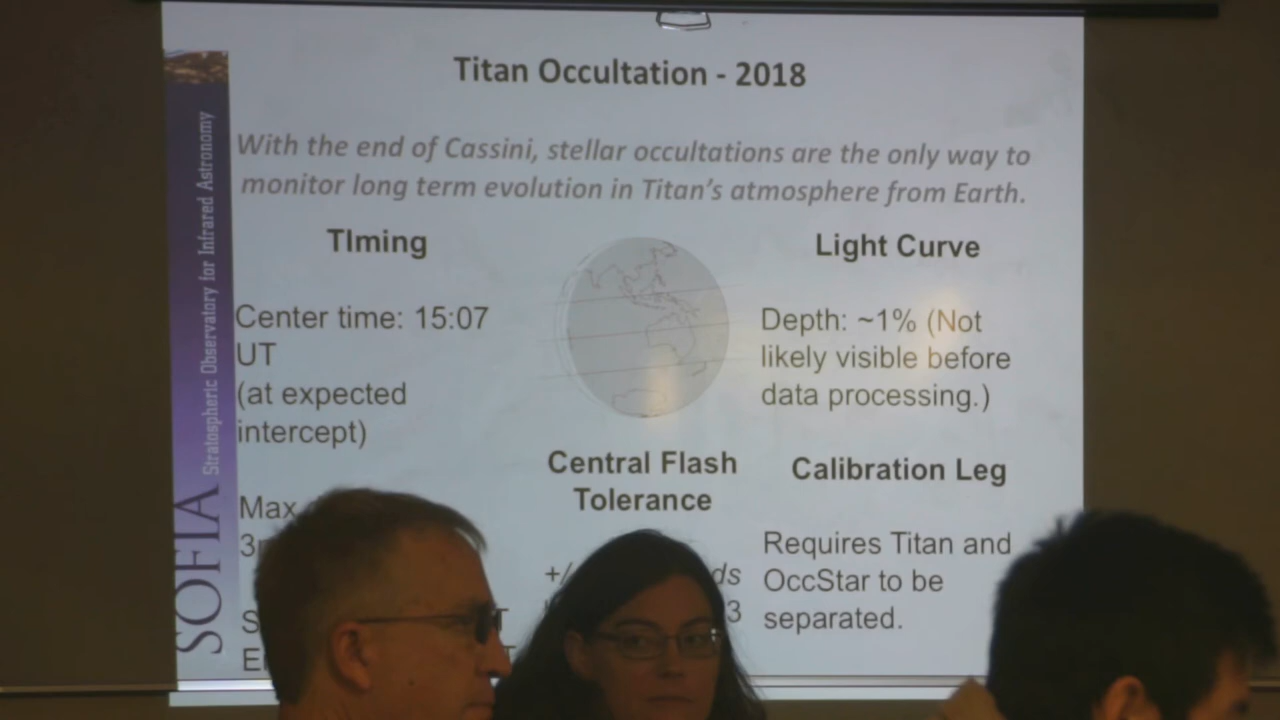 Titan Occultation - 2018
With the end of Cassini, stellar occultations are the only way to
monitor long term evolution in Titan's atmosphere from Earth.
TIming
Center time: 15:07
UT
(at expected
intercept)
Max
Light Curve
Depth: ~1% (Not
likely visible before
data processing.)
Central Flash
Tolerance
Calibration Leg
Requires Titan and
OccStar to be
separated.
SOFIA Stratospheric Observatory for Infrared Astronomy